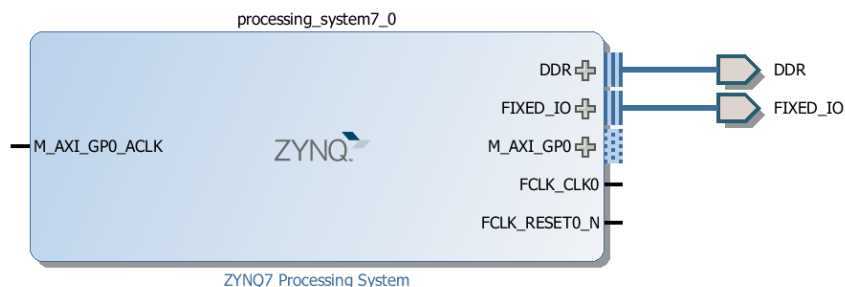 processing_system7_0
DDR
DDR
FIXED_IO
FIXED_IO
M_AXI_GP0_ACLK
ZYNQ
M_AXI_GP0
FCLK_CLK0
FCLK_RESET0_N
ZYNQ7 Processing System